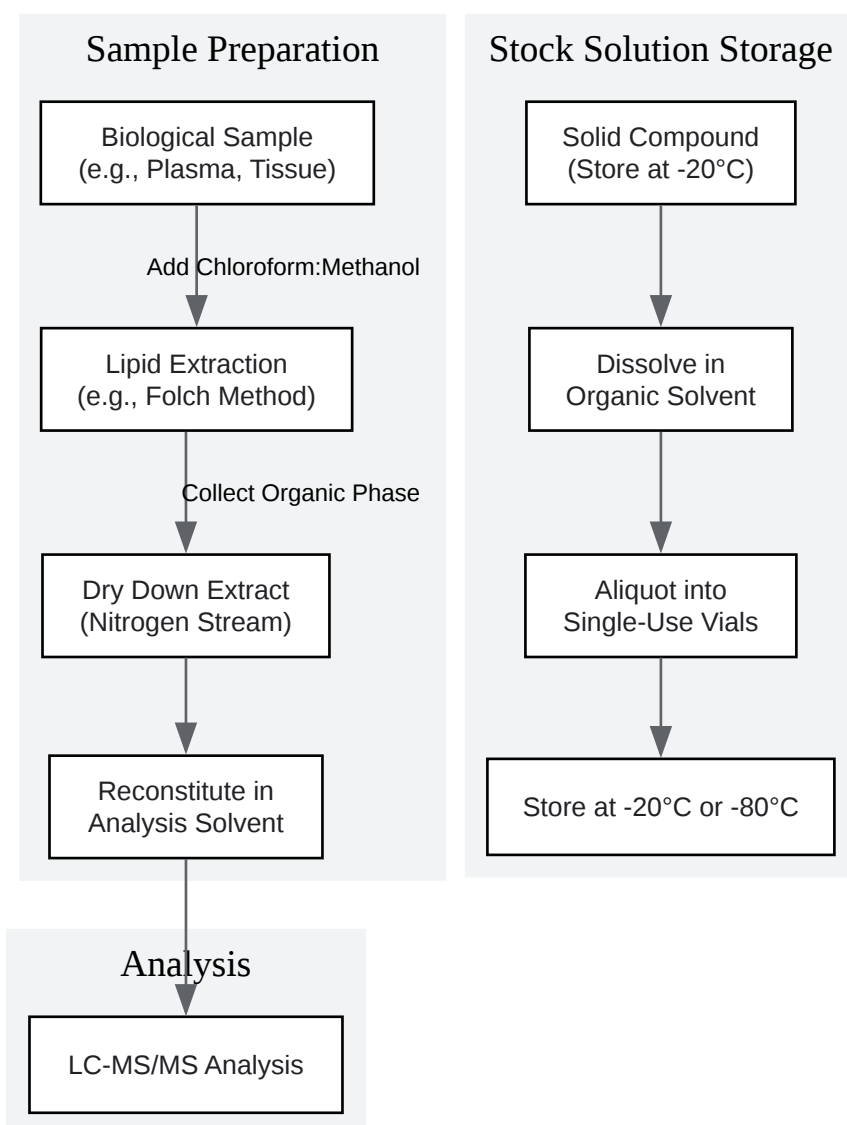 Sample Preparation
Biological Sample
(e.g., Plasma, Tissue)
Add Chloroform:Methanol
Lipid Extraction
(e.g., Folch Method)
Collect Organic Phase
Dry Down Extract
(Nitrogen Stream)
Reconstitute in
Analysis Solvent
Analysis
LC-MS/MS Analysis
Stock Solution Storage
Solid Compound
(Store at -20°C)
Dissolve in
Organic Solvent
Aliquot into
Single-Use Vials
Store at -20°C or -80°C